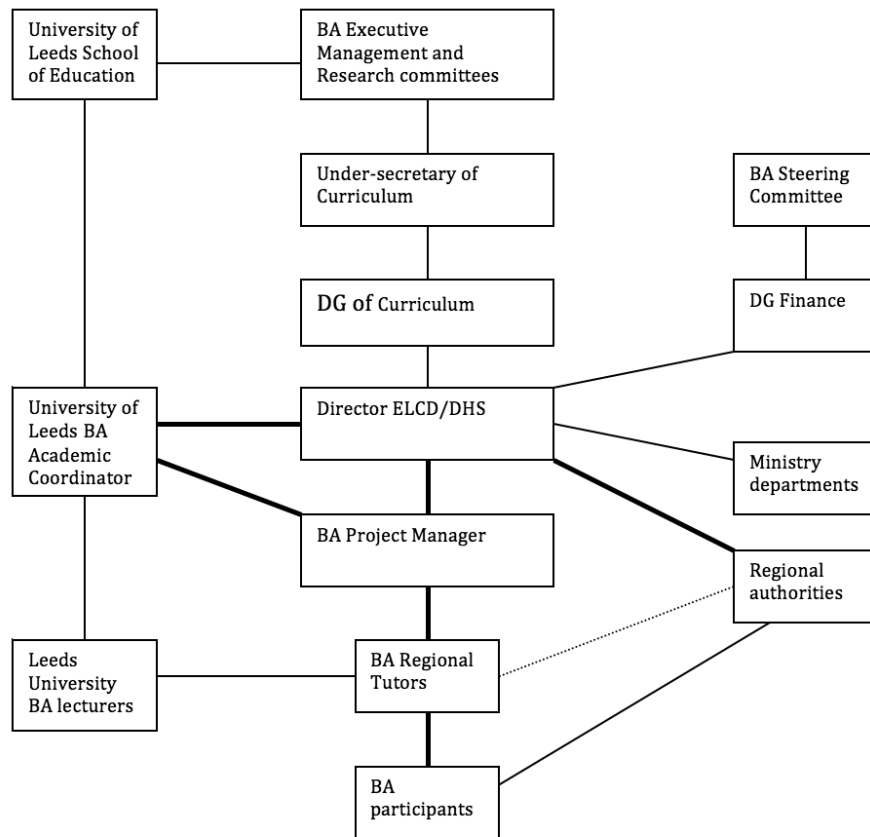 University of
Leeds School
of Education
BA Executive
Management and
Research committees
Under-secretary of
Curriculum
BA Steering
Committee
DG of Curriculum
DG Finance
University of
Leeds BA
Academic
Coordinator
Director ELCD/DHS
Ministry
departments
BA Project Manager
Regional
authorities
Leeds
University
BA lecturers
BA Regional
Tutors
BA
participants